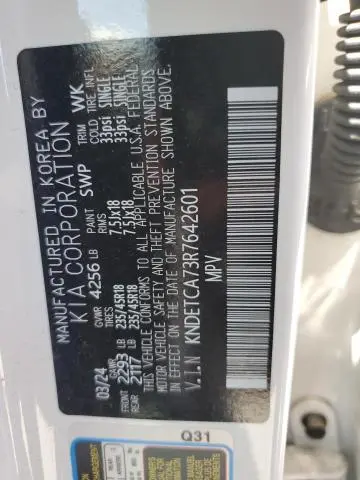 MANUFACTURED IN KOREA BY
KIA CORPORATION
03/24 GVWR 4256 LB PAINT SWP TRIM WK
GAWR TIRES RIMS COLD TIRE INFL
FRONT 2293 LB 235/45R18 7.5Jx18 33psi SINGLE
REAR 2117 LB 235/45R18 7.5Jx18 33psi SINGLE
THIS VEHICLE CONFORMS TO ALL APPLICABLE U.S.A. FEDERAL
MOTOR VEHICLE SAFETY AND THEFT PREVENTION STANDARDS
IN EFFECT ON THE DATE OF MANUFACTURE SHOWN ABOVE.
V.I.N KNDETCA73R7642601
MPV
Q31